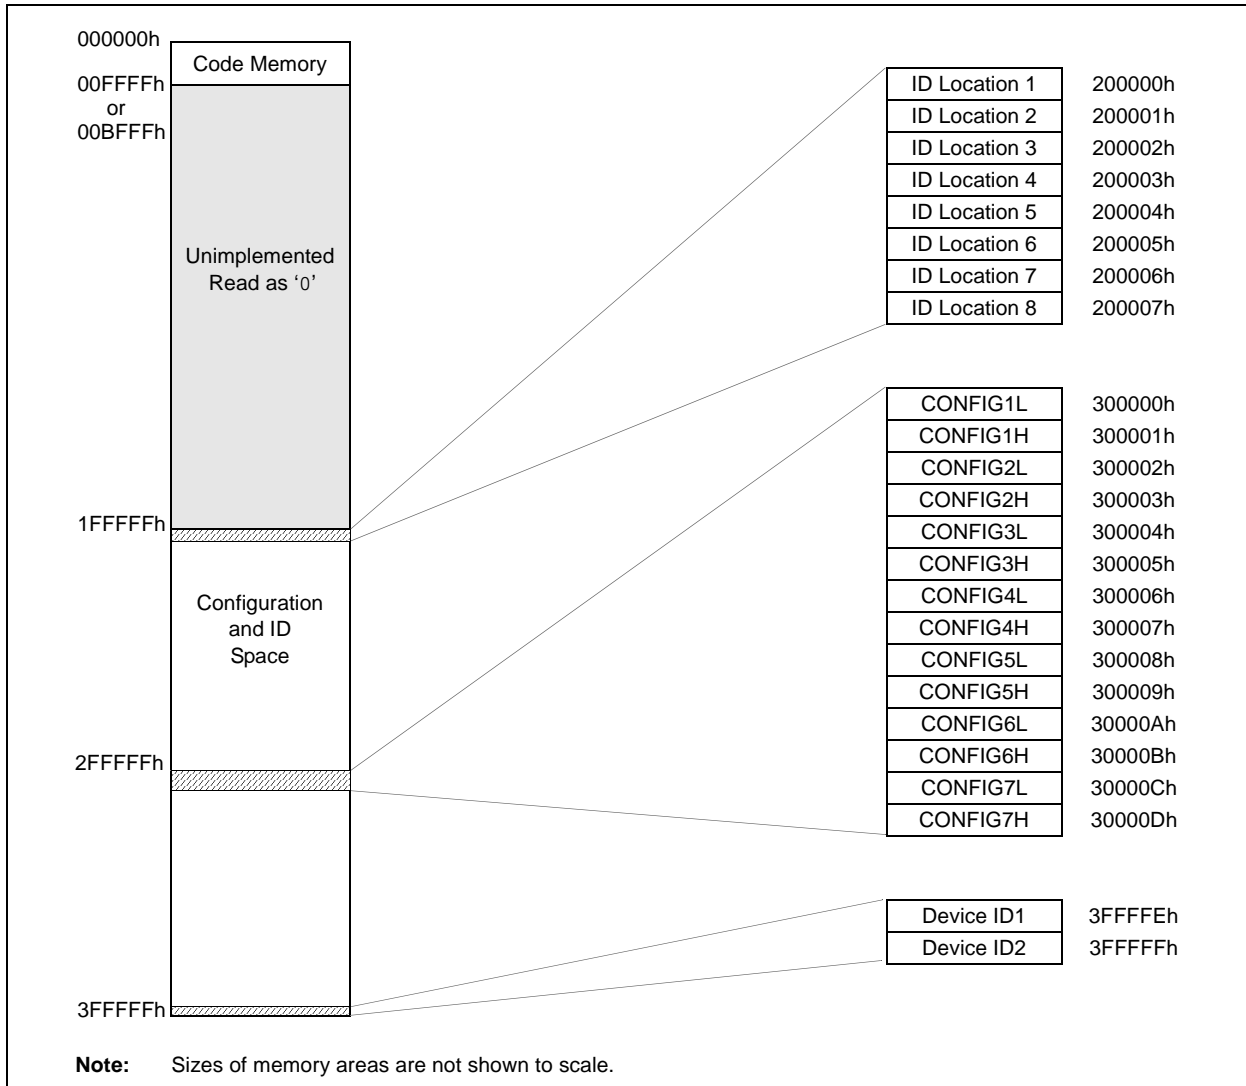 000000h
Code Memory
00FFFFh
or
00BFFFh
Unimplemented
Read as ‘0’
1FFFFFh
Configuration
and ID
Space
2FFFFFh
3FFFFFh
ID Location 1 200000h
ID Location 2 200001h
ID Location 3 200002h
ID Location 4 200003h
ID Location 5 200004h
ID Location 6 200005h
ID Location 7 200006h
ID Location 8 200007h
CONFIG1L 300000h
CONFIG1H 300001h
CONFIG2L 300002h
CONFIG2H 300003h
CONFIG3L 300004h
CONFIG3H 300005h
CONFIG4L 300006h
CONFIG4H 300007h
CONFIG5L 300008h
CONFIG5H 300009h
CONFIG6L 30000Ah
CONFIG6H 30000Bh
CONFIG7L 30000Ch
CONFIG7H 30000Dh
Device ID1 3FFFFEh
Device ID2 3FFFFFh
Note: Sizes of memory areas are not shown to scale.